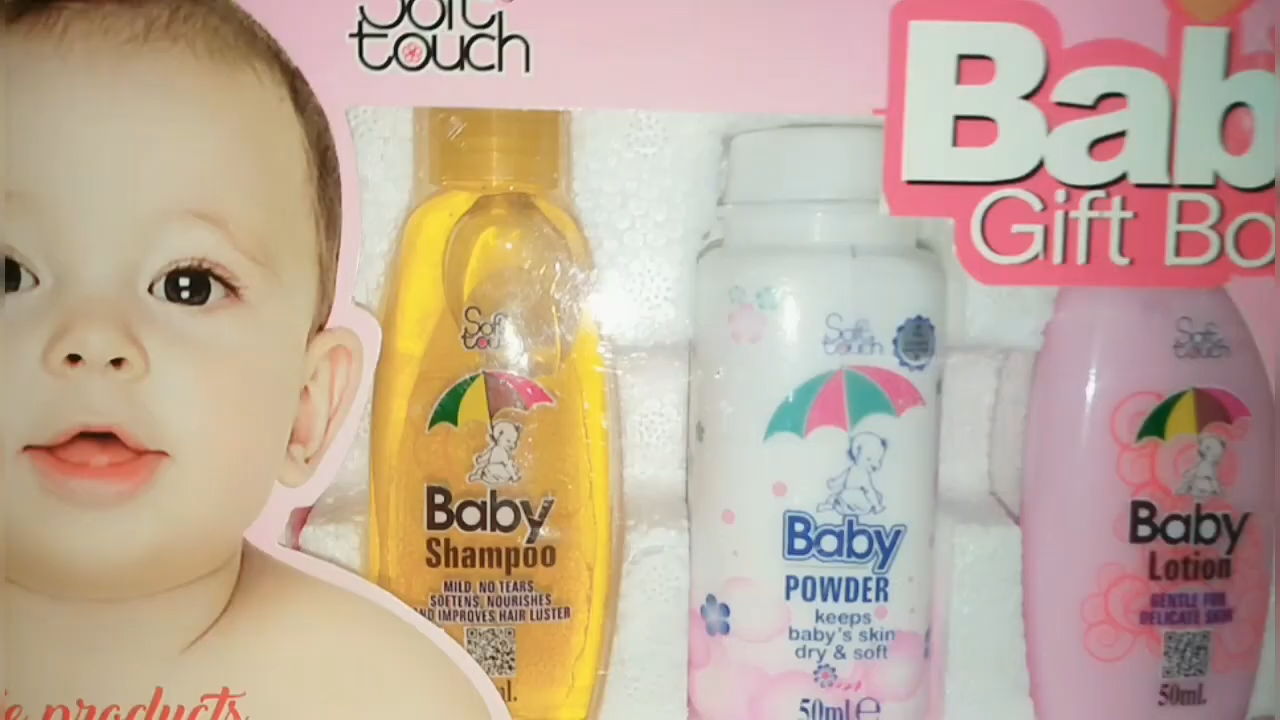 Soft
touch
Bab
Gift Bo
Soft
touch
Baby
Shampoo
MILD, NO TEARS.
SOFTENS, NOURISHES
ND IMPROVES HAIR LUSTER
Soft
touch
Baby
POWDER
keeps
baby's skin
dry & soft
50ml e
Soft
touch
Baby
Lotion
GENTLE FOR
DELICATE SKIN
50mL
e products